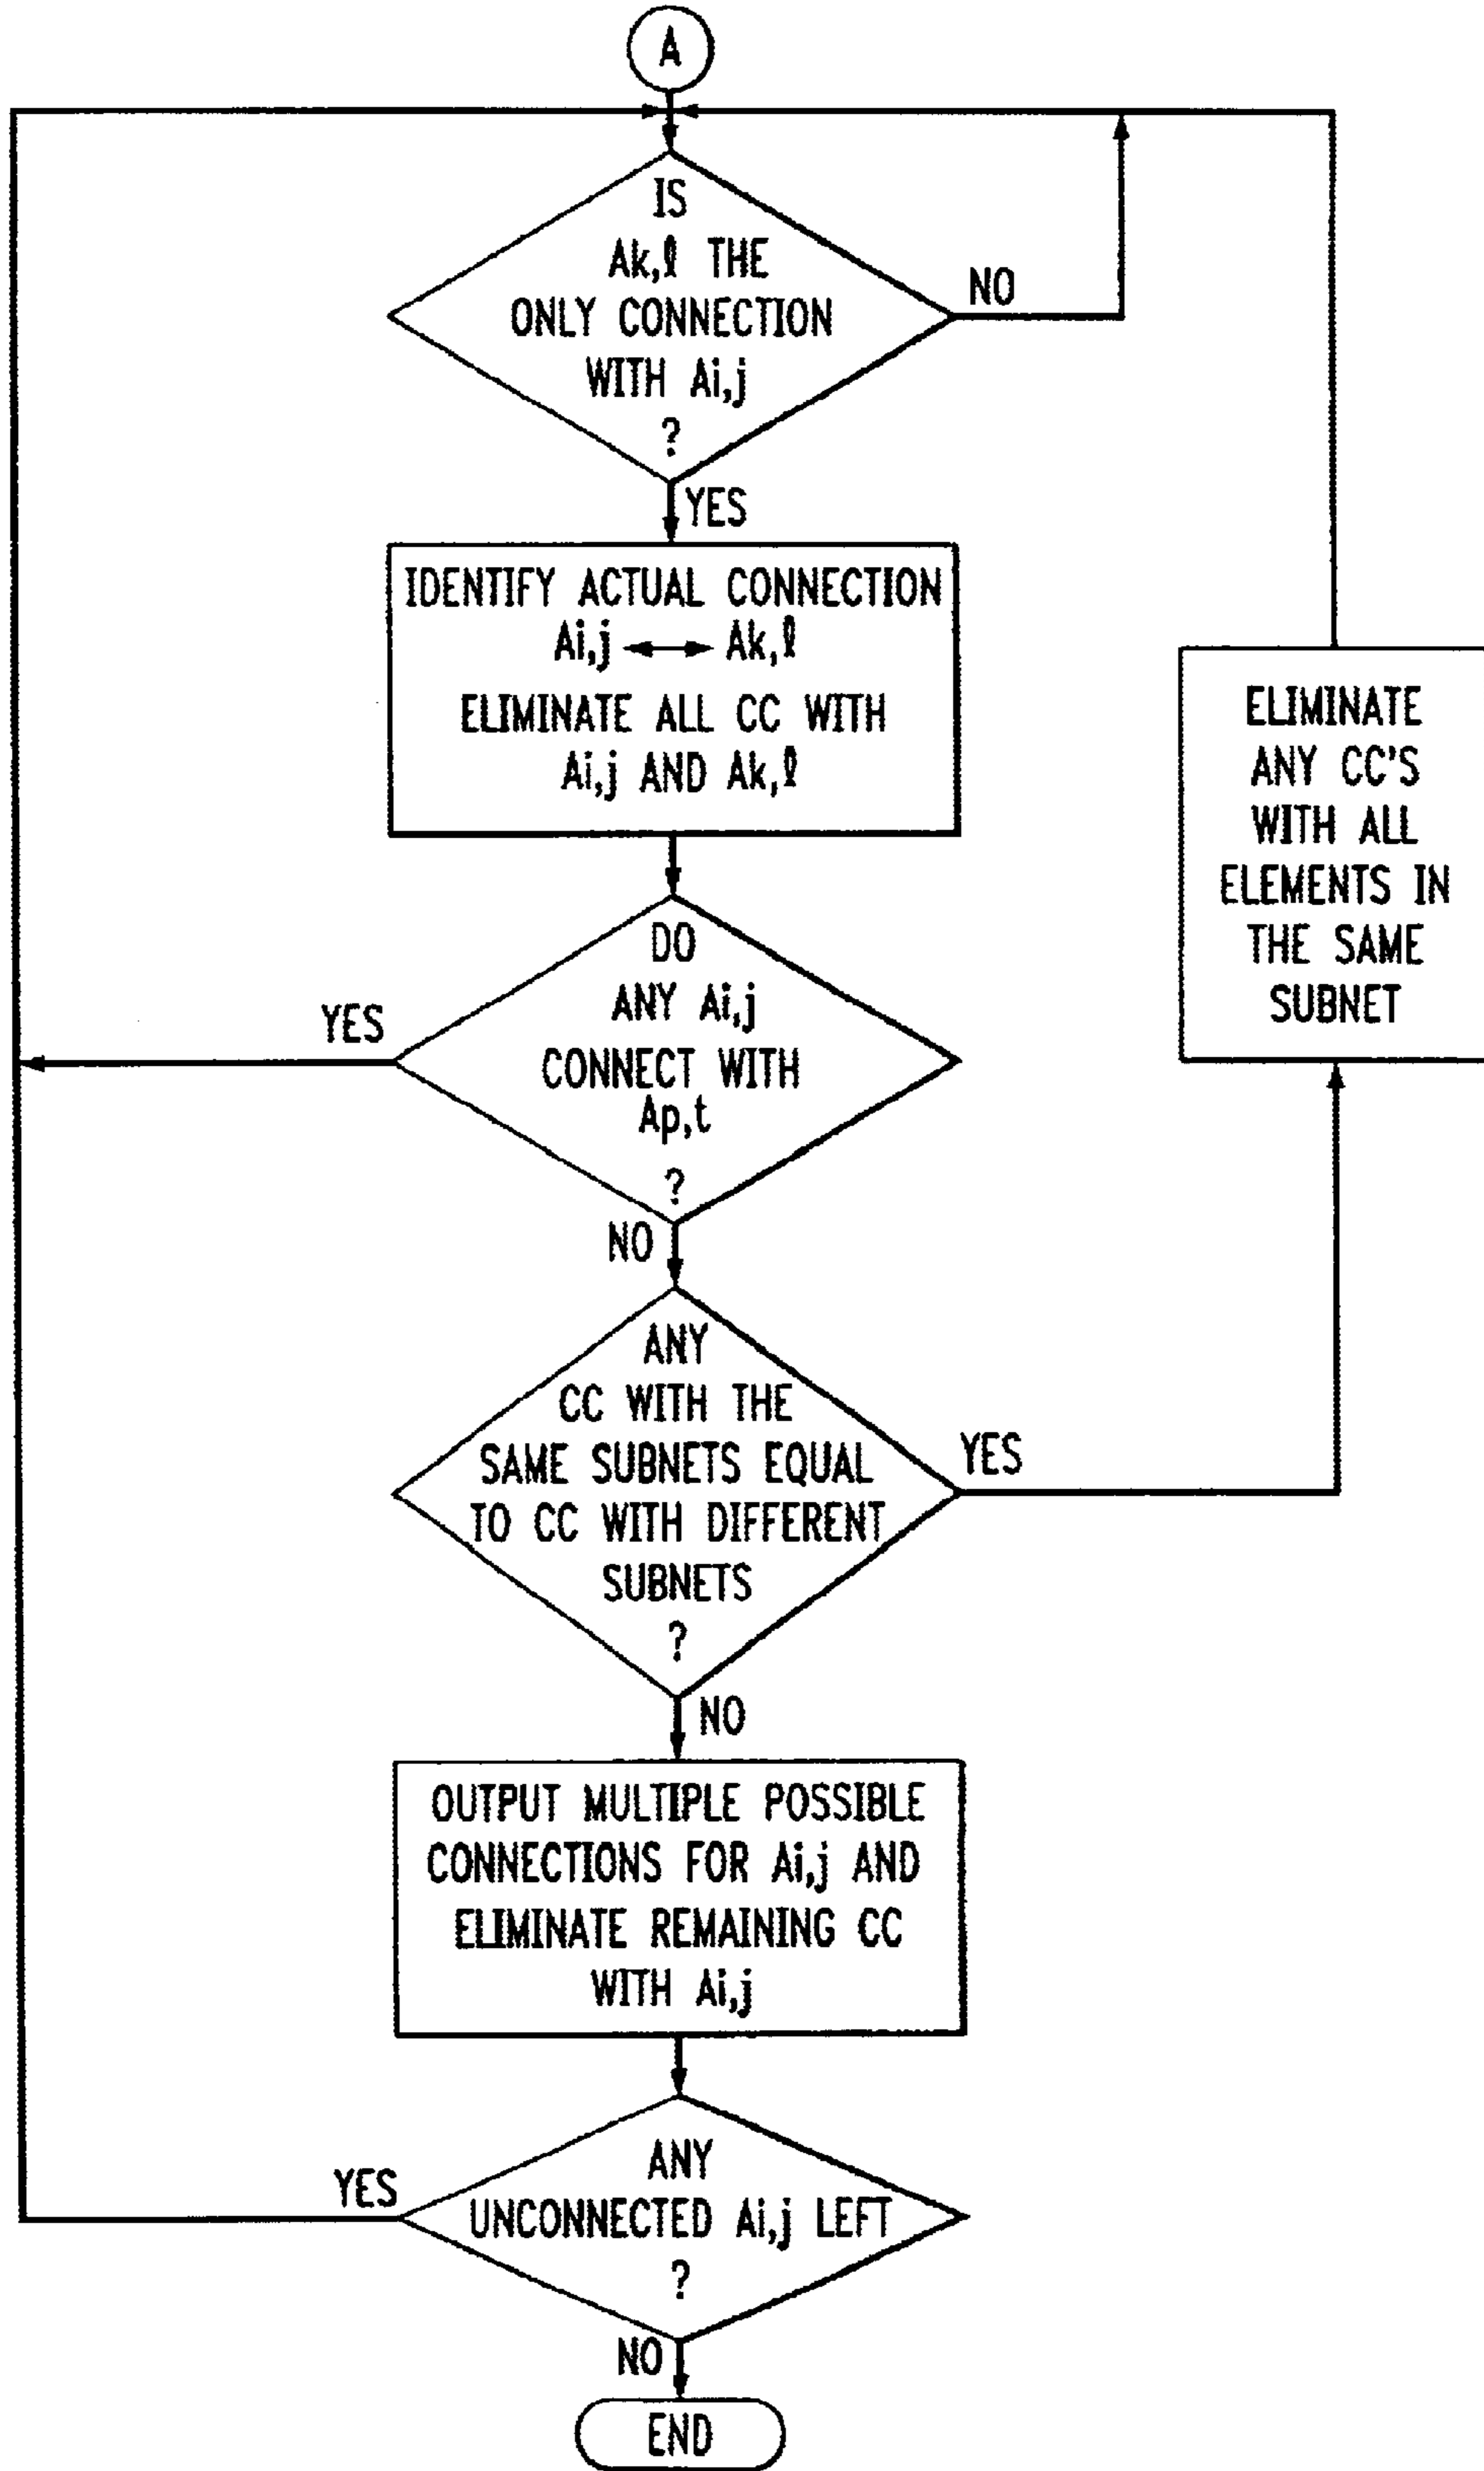 A
IS
Ak,ℓ THE
ONLY CONNECTION
WITH Ai,j
?
NO
YES
IDENTIFY ACTUAL CONNECTION
Ai,j ↔ Ak,ℓ
ELIMINATE ALL CC WITH
Ai,j AND Ak,ℓ
ELIMINATE
ANY CC'S
WITH ALL
ELEMENTS IN
THE SAME
SUBNET
DO
ANY Ai,j
CONNECT WITH
Ap,t
?
YES
NO
ANY
CC WITH THE
SAME SUBNETS EQUAL
TO CC WITH DIFFERENT
SUBNETS
?
YES
NO
OUTPUT MULTIPLE POSSIBLE
CONNECTIONS FOR Ai,j AND
ELIMINATE REMAINING CC
WITH Ai,j
ANY
UNCONNECTED Ai,j LEFT
?
YES
NO
END